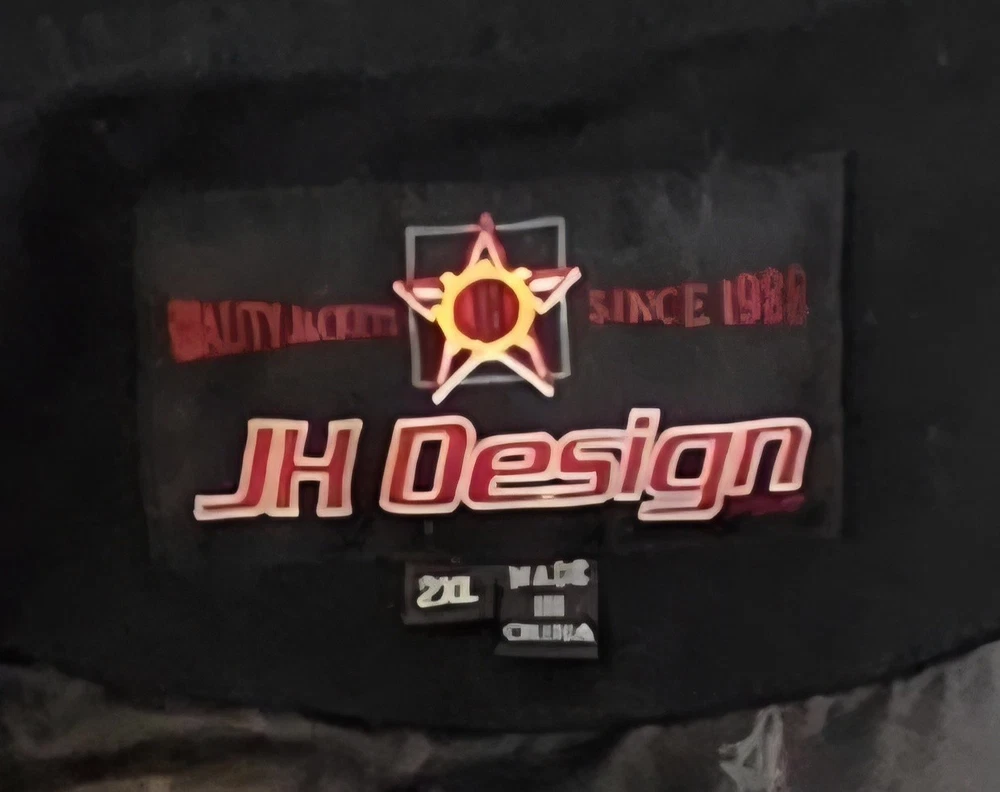 SINCE 1980
JH Design
2XL
MADE
IN
CHINA